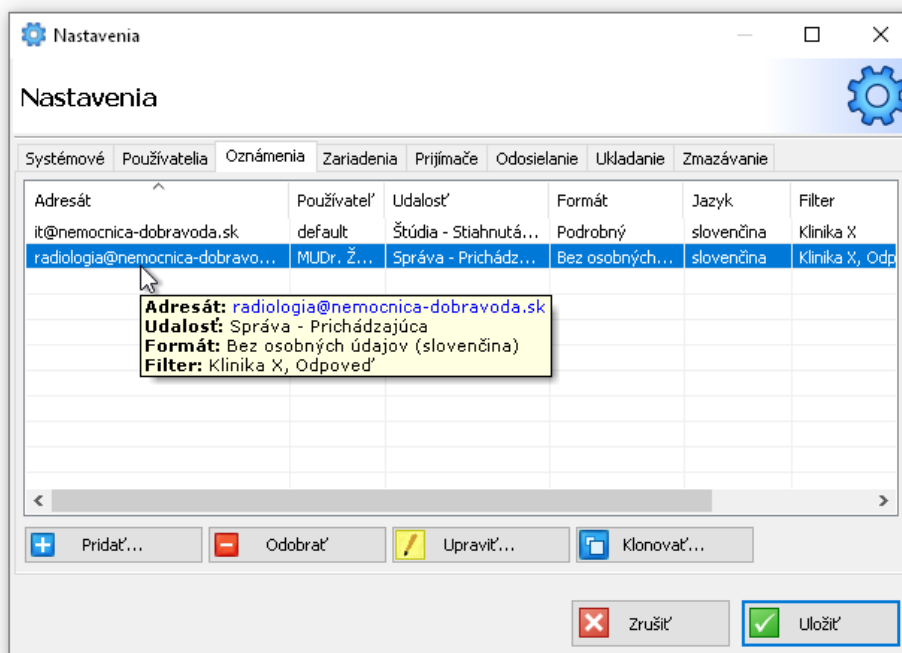 Nastavenia
Nastavenia
Systémové Používatelia Oznámenia Zariadenia Prijímače Odosielanie Ukladanie Zmazávanie
Adresát Používateľ Udalosť Formát Jazyk Filter
it@nemocnica-dobravoda.sk default Štúdia - Stiahnutá... Podrobný slovenčina Klinika X
radiologia@nemocnica-dobravo... MUDr. Ž... Správa - Prichádz... Bez osobných... slovenčina Klinika X, Odp
Adresát: radiologia@nemocnica-dobravoda.sk
Udalosť: Správa - Prichádzajúca
Formát: Bez osobných údajov (slovenčina)
Filter: Klinika X, Odpoveď
Pridať... Odobrať Upraviť... Klonovať...
Zrušiť Uložiť